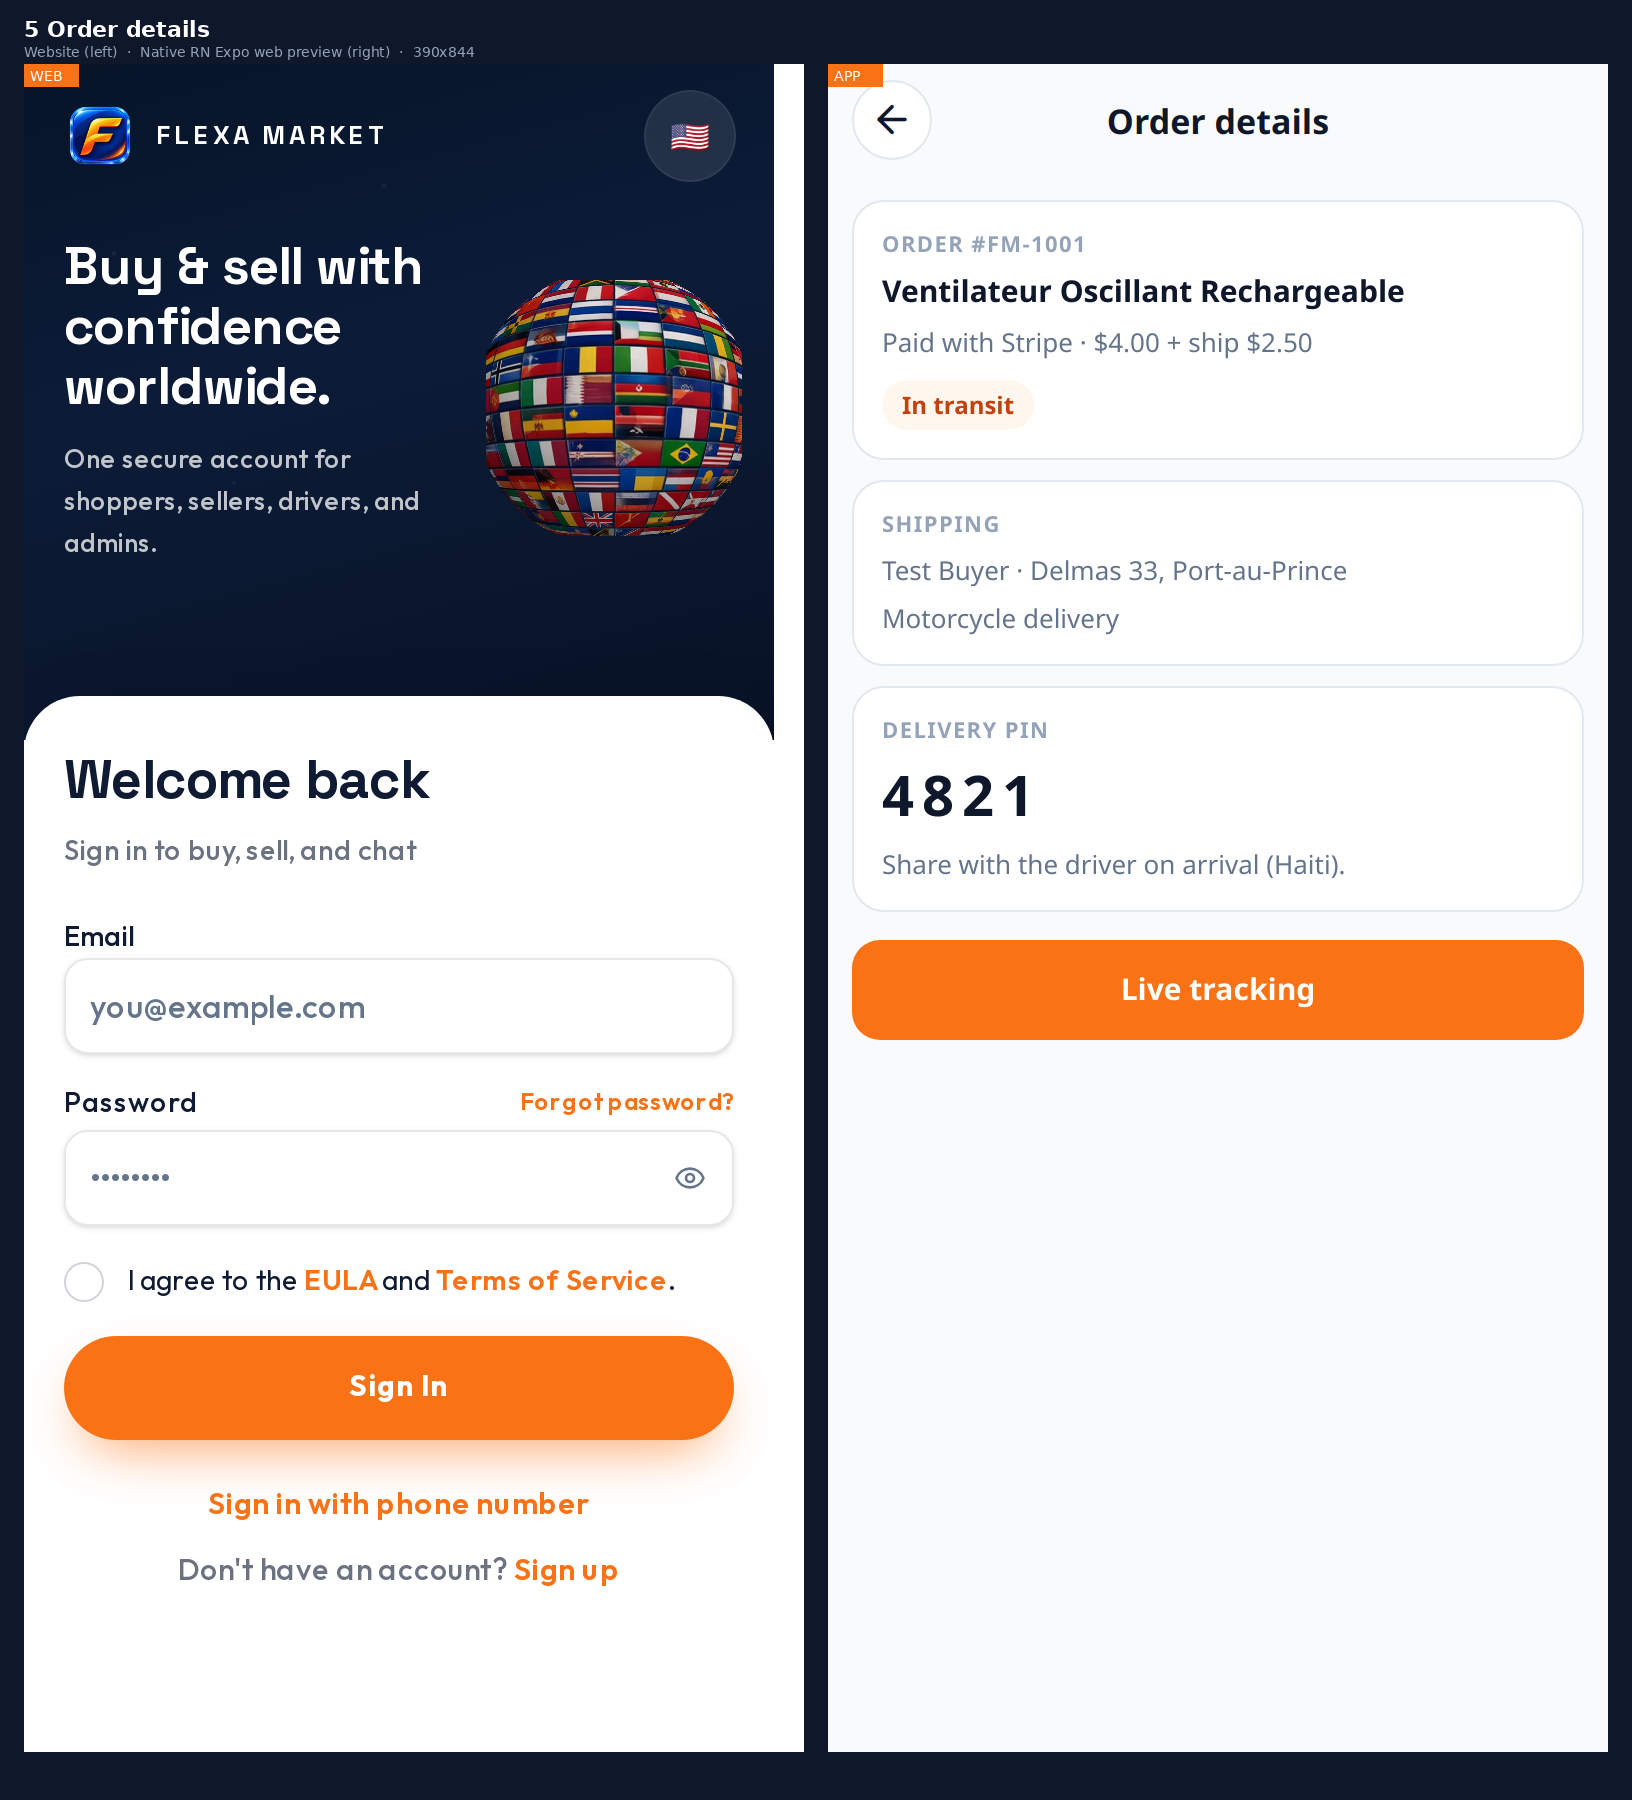 5 Order details
Website (left) · Native RN Expo web preview (right) · 390x844
WEB
FLEXA MARKET
Buy & sell with
confidence
worldwide.
One secure account for
shoppers, sellers, drivers, and
admins.
Welcome back
Sign in to buy, sell, and chat
Email
you@example.com
Password
Forgot password?
I agree to the EULA and Terms of Service.
Sign In
Sign in with phone number
Don't have an account? Sign up
APP
Order details
ORDER #FM-1001
Ventilateur Oscillant Rechargeable
Paid with Stripe · $4.00 + ship $2.50
In transit
SHIPPING
Test Buyer · Delmas 33, Port-au-Prince
Motorcycle delivery
DELIVERY PIN
4821
Share with the driver on arrival (Haiti).
Live tracking